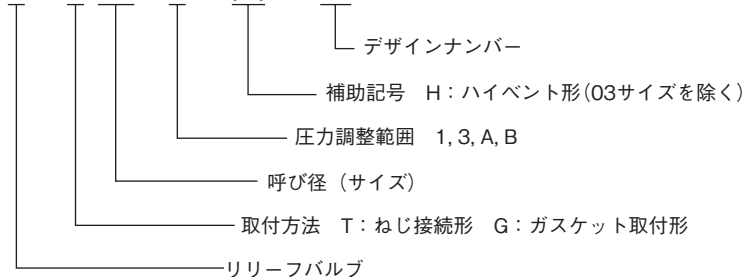 デザインナンバー
補助記号 H:ハイベント形(03サイズを除く)
圧力調整範囲 1, 3, A, B
呼び径(サイズ)
取付方法 T:ねじ接続形 G:ガスケット取付形
リリーフバルブ